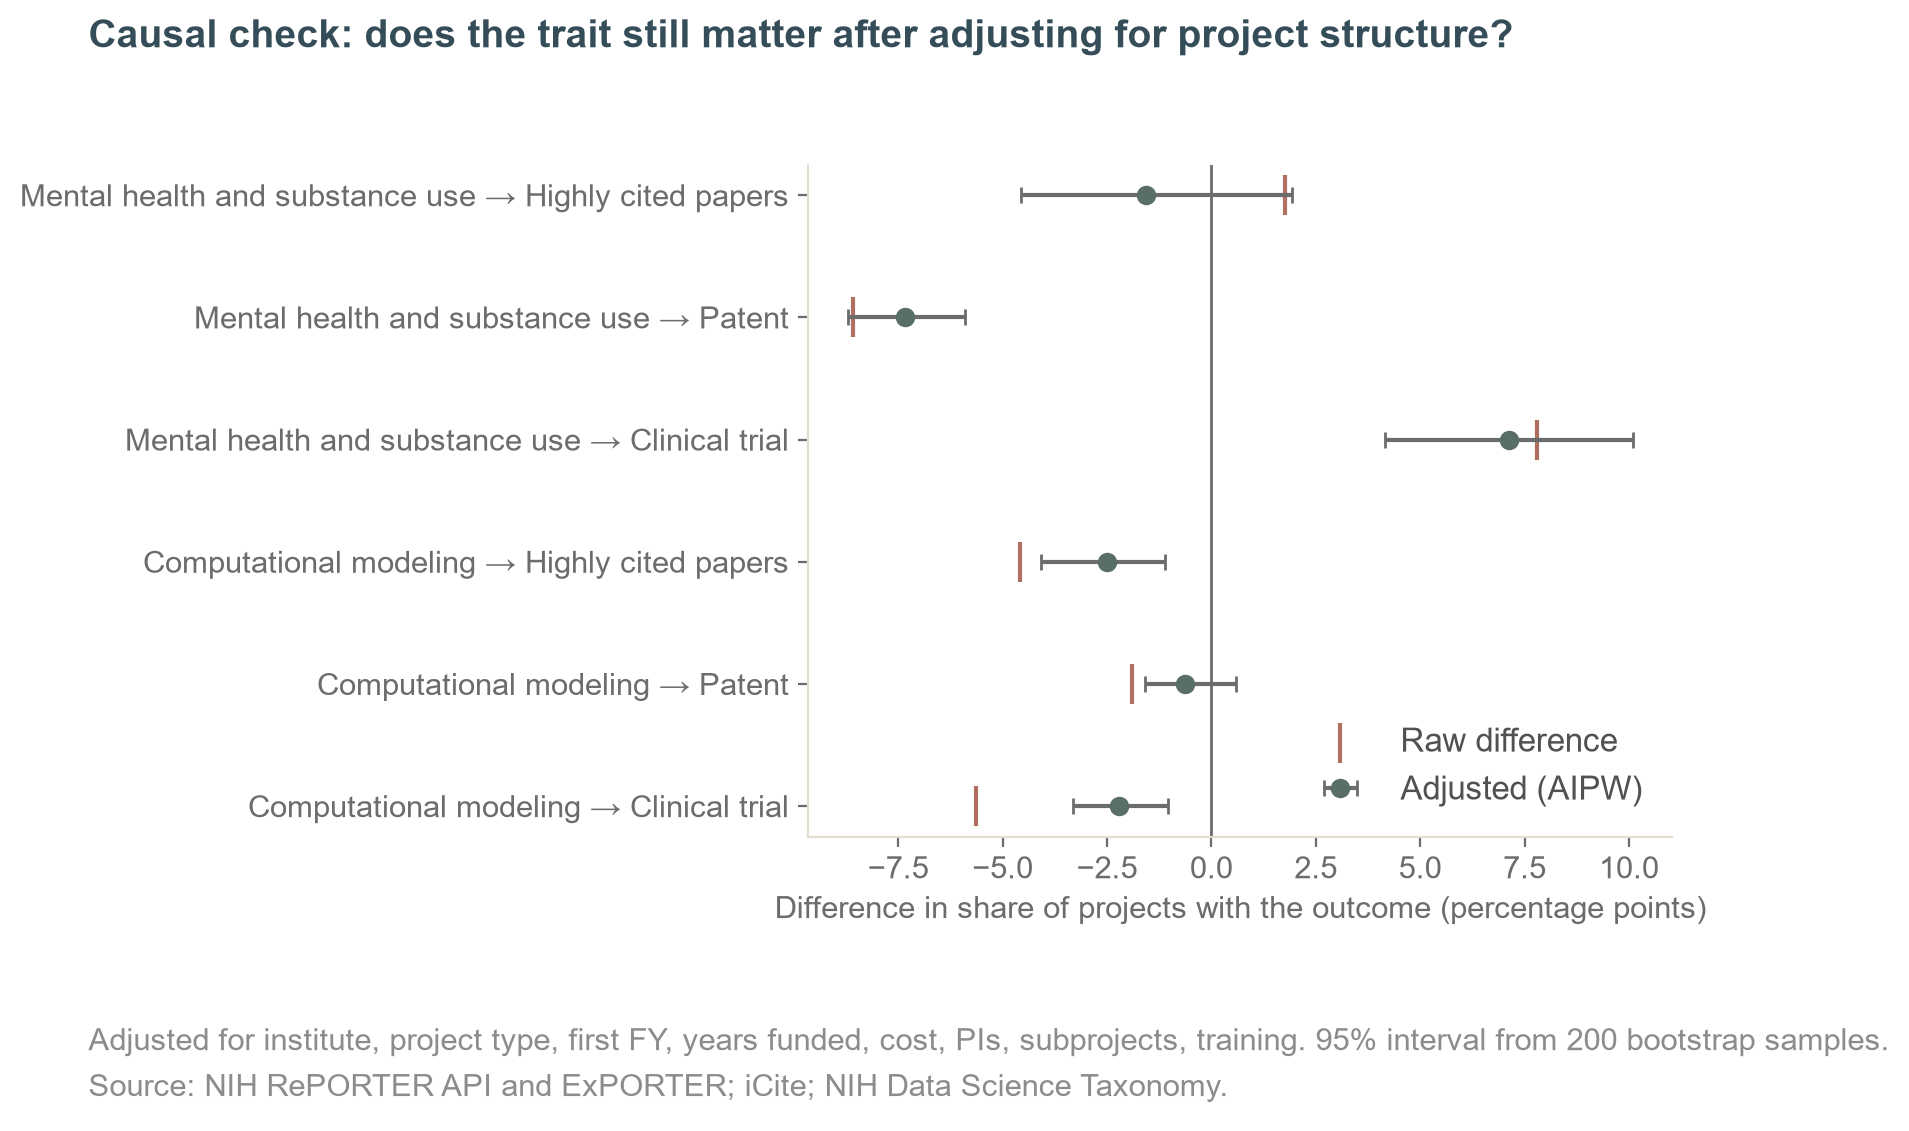 Causal check: does the trait still matter after adjusting for project structure?
Mental health and substance use → Highly cited papers
Mental health and substance use → Patent
Mental health and substance use → Clinical trial
Computational modeling → Highly cited papers
Computational modeling → Patent
Computational modeling → Clinical trial
Raw difference
Adjusted (AIPW)
−7.5 −5.0 −2.5 0.0 2.5 5.0 7.5 10.0
Difference in share of projects with the outcome (percentage points)
Adjusted for institute, project type, first FY, years funded, cost, PIs, subprojects, training. 95% interval from 200 bootstrap samples.
Source: NIH RePORTER API and ExPORTER; iCite; NIH Data Science Taxonomy.